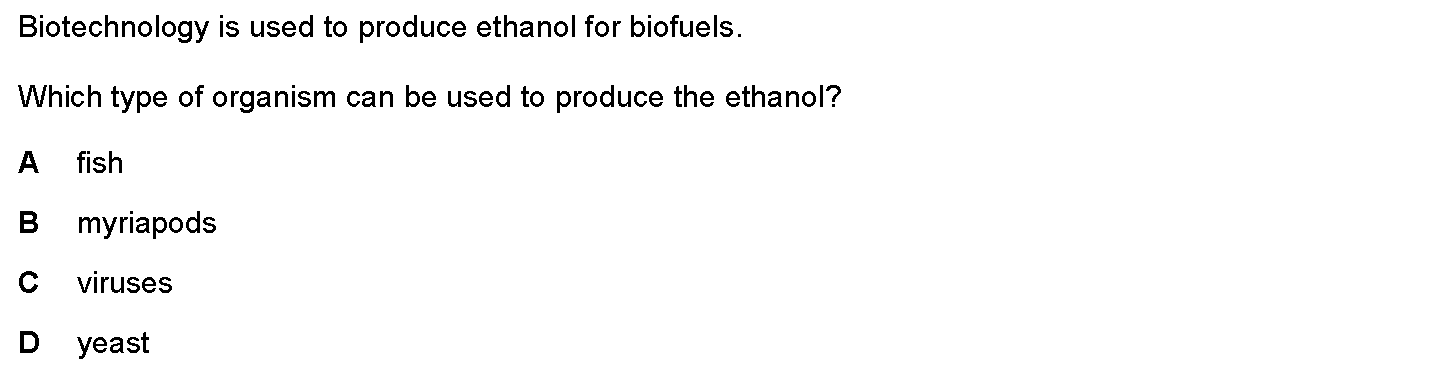 Biotechnology is used to produce ethanol for biofuels.
Which type of organism can be used to produce the ethanol?
A fish
B myriapods
C viruses
D yeast